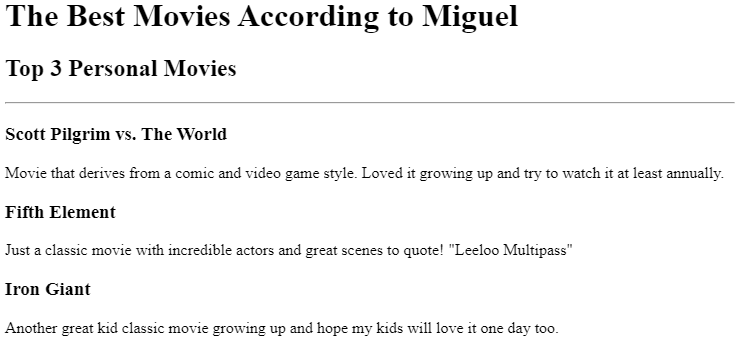 The Best Movies According to Miguel
Top 3 Personal Movies
Scott Pilgrim vs. The World
Movie that derives from a comic and video game style. Loved it growing up and try to watch it at least annually.
Fifth Element
Just a classic movie with incredible actors and great scenes to quote! "Leeloo Multipass"
Iron Giant
Another great kid classic movie growing up and hope my kids will love it one day too.